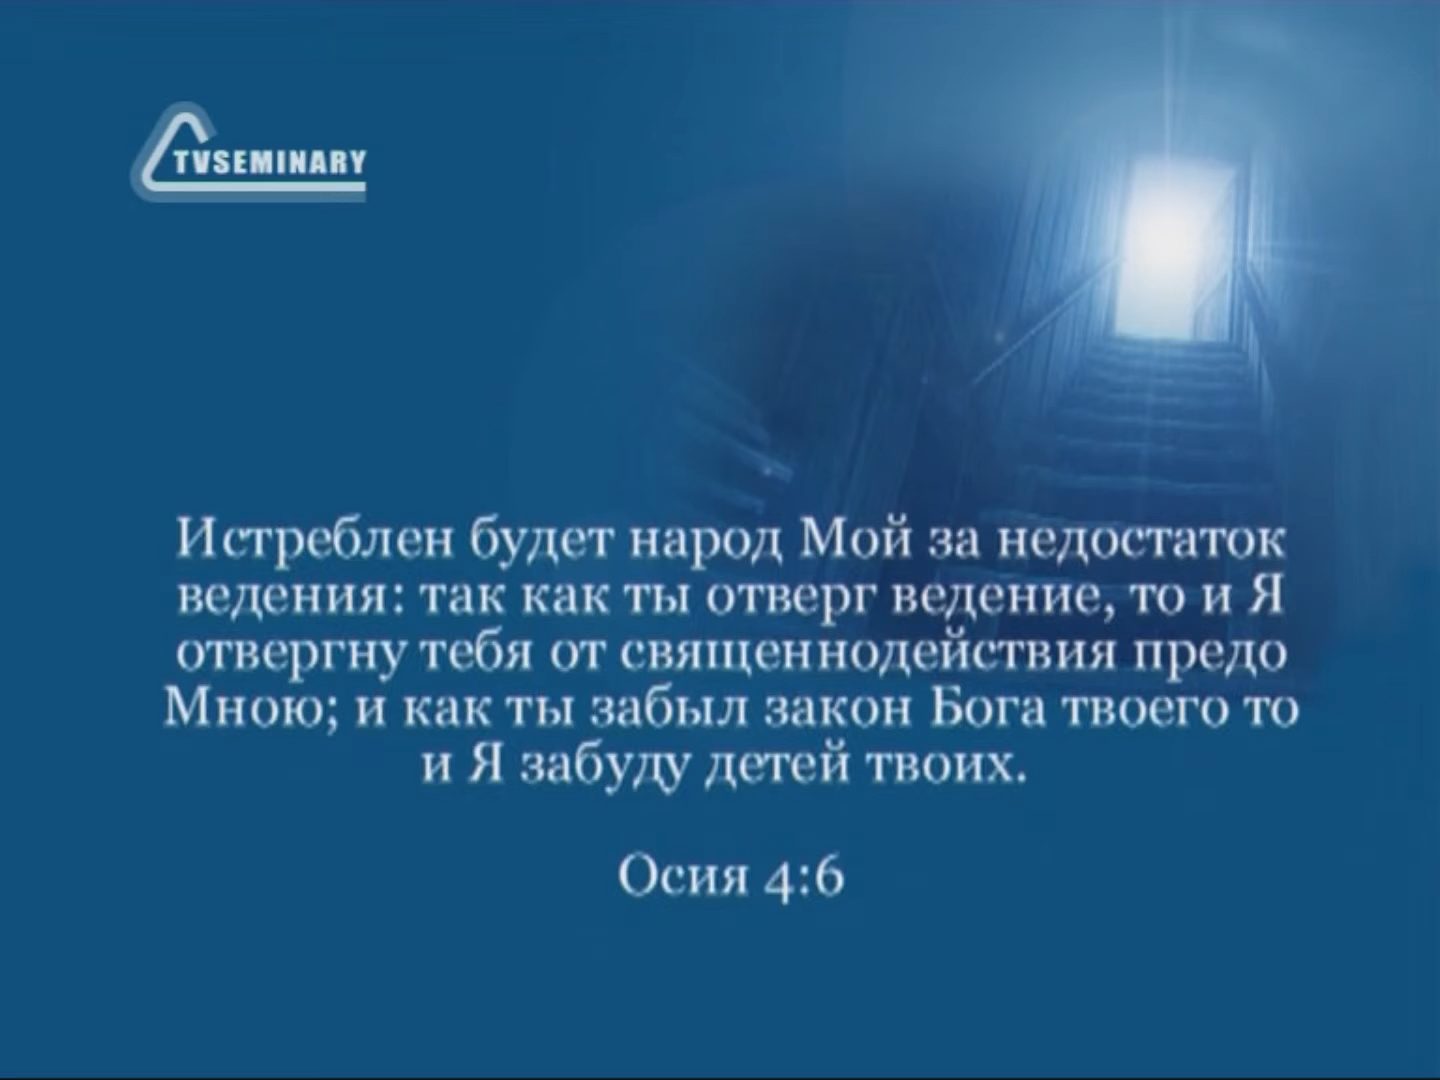 TVSEMINARY
Истреблен будет народ Мой за недостаток
ведения: так как ты отверг ведение, то и Я
отвергну тебя от священнодействия предо
Мною; и как ты забыл закон Бога твоего то
и Я забуду детей твоих.
Осия 4:6